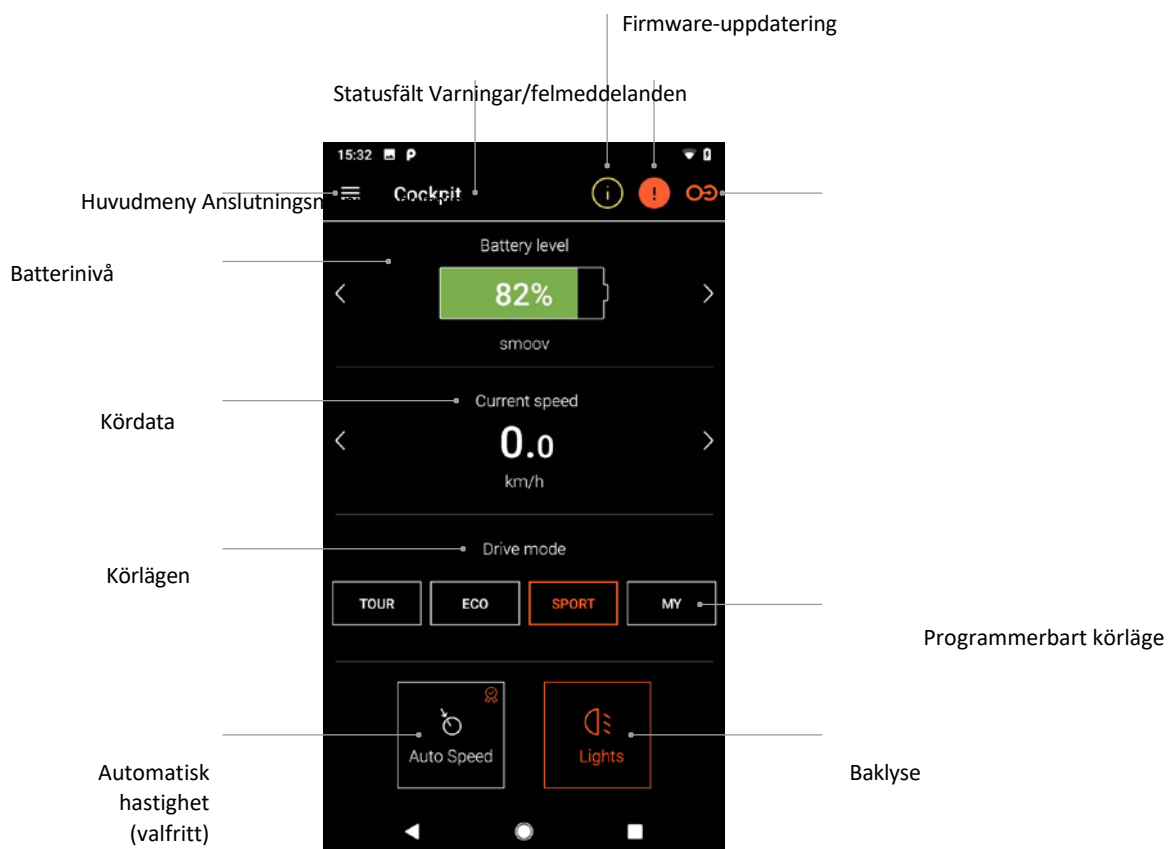 Firmware-uppdatering
Statusfält Varningar/felmeddelanden
15:32
Huvudmeny
Cockpit
Batterinivå
Battery level
82%
smoov
Kördata
Current speed
0.0
km/h
Körlägen
Drive mode
TOUR ECO SPORT MY
Programmerbart körläge
Automatisk
hastighet
(valfritt)
Auto Speed
Lights
Baklyse